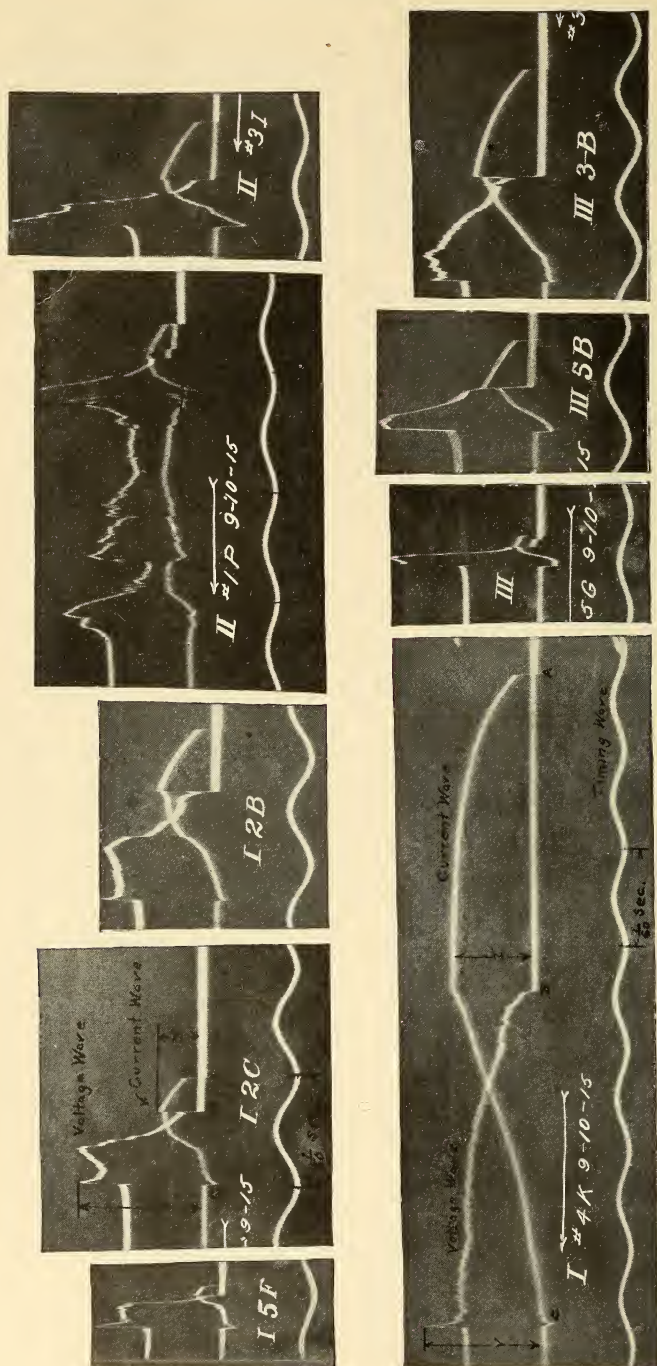 I 5F
Voltage Wave
Current Wave
A
I 2C
1/60 Sec.
9-15
I 2B
II #1P 9-10-15
II #3 I
Voltage Wave
Current Wave
V
I
A
B
C
Timing Wave
1/60 Sec.
I #4K 9-10-15
III
5G 9-10-15
III 5B
III 3-B
#3